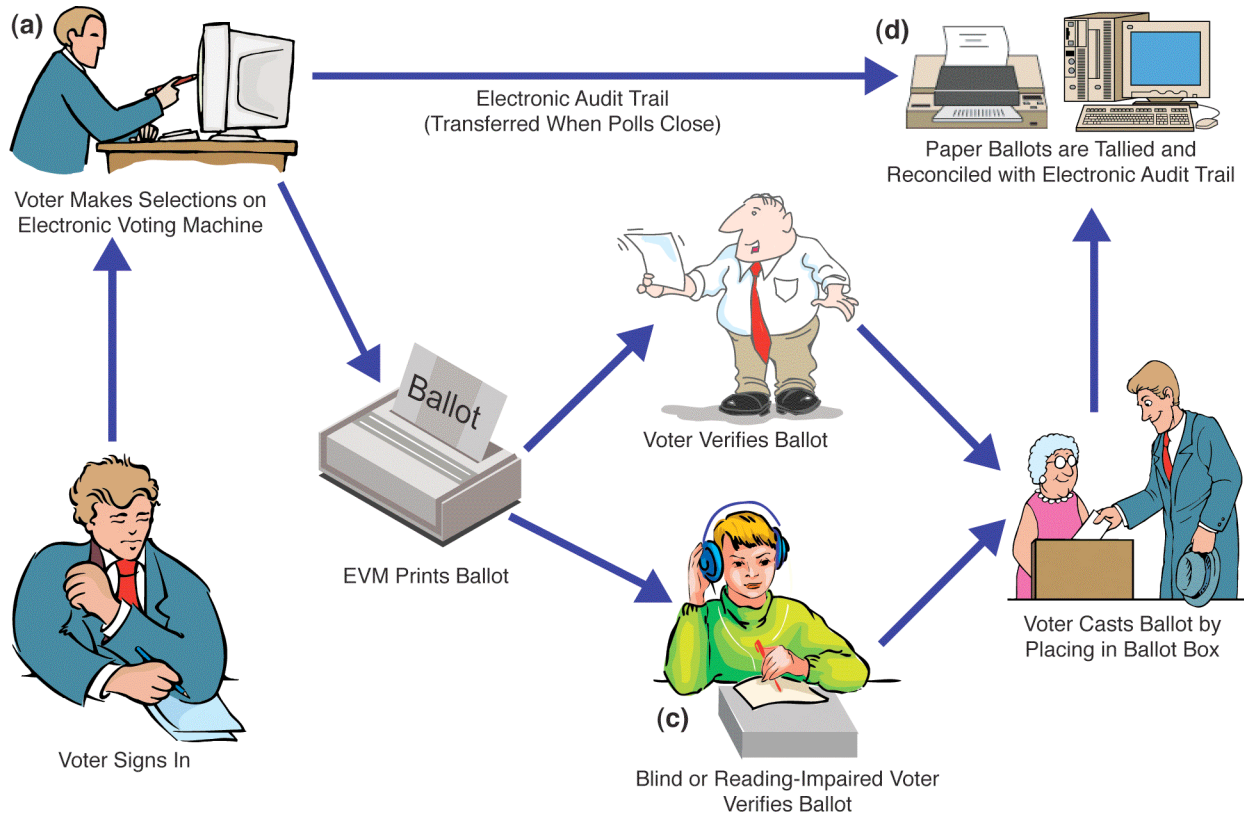 (a)
Voter Makes Selections on
Electronic Voting Machine
Electronic Audit Trail
(Transferred When Polls Close)
(d)
Paper Ballots are Tallied and
Reconciled with Electronic Audit Trail
Ballot
EVM Prints Ballot
Voter Verifies Ballot
Voter Signs In
(c)
Blind or Reading-Impaired Voter
Verifies Ballot
Voter Casts Ballot by
Placing in Ballot Box